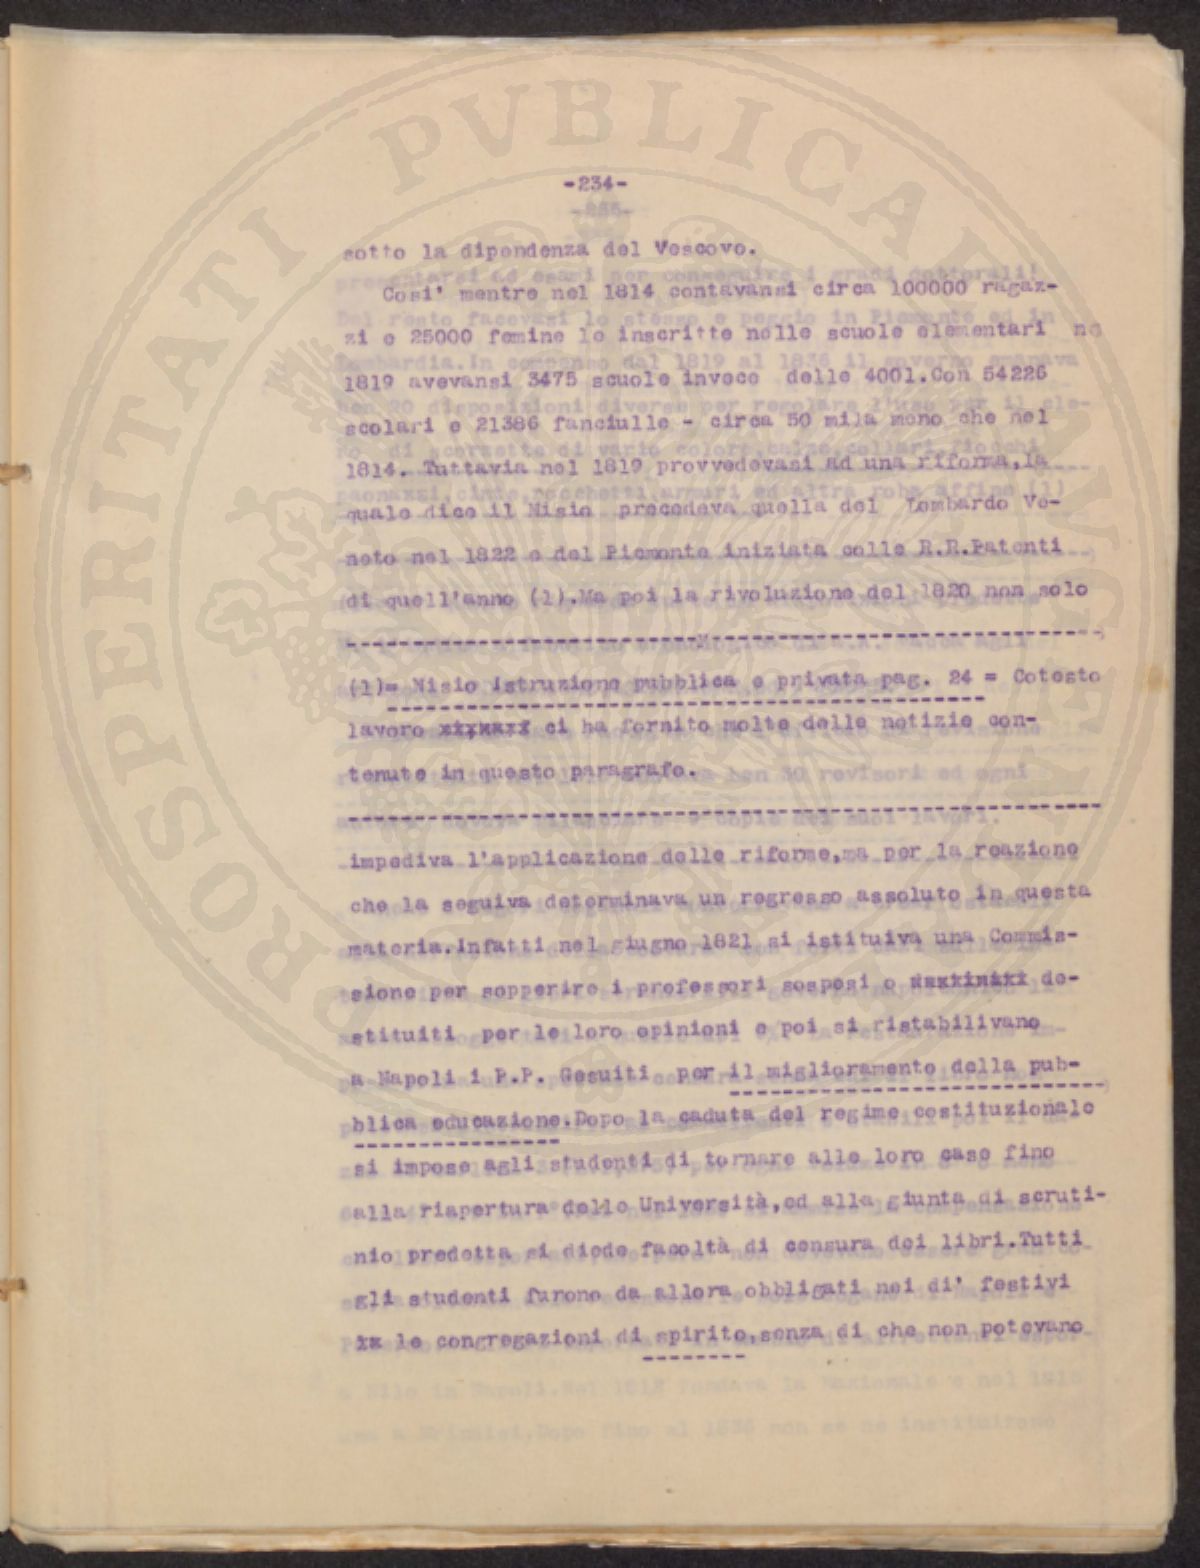 -234-
sotto la dipendenza del Vescovo.
Cosi' mentre nel 1814 contavansi circa 100000 ragaz-
zi e 25000 femine le inscritte nelle scuole elementari ne
1819 avevansi 3475 scuole invece delle 4001.Con 54226
scolari e 21386 fanciulle - circa 50 mila meno che nel
1814. Tuttavia nel 1819 provvedevasi ad una riforma,la
quale dice il Nisio precedeva quella del Lombardo Ve-
neto nel 1822 e del Piemonte iniziata colle R.R.Patenti
di quell'anno (1).Ma poi la rivoluzione del 1820 non solo
(1)= Nisio istruzione pubblica e privata pag. 24 = Cotesto
lavoro ci ha fornito molte delle notizie con-
tenute in questo paragrafo.
impediva l'applicazione delle riforme,ma per la reazione
che la seguiva determinava un regresso assoluto in questa
materia.Infatti nel giugno 1821 si istituiva una Commis-
sione per sopperire i professori sospesi o de-
stituiti per le loro opinioni e poi si ristabilivano
a Napoli i P.P. Gesuiti per il miglioramento della pub-
blica educazione.Dopo la caduta del regime costituzionale
si impose agli studenti di tornare alle loro case fino
alla riapertura delle Università,ed alla giunta di scruti-
nio predetta si diede facoltà di censura dei libri.Tutti
gli studenti furono da allora obbligati nei di' festivi
le congregazioni di spirito,senza di che non potevano
PROSPERITATI PVBLICAE AVGENDAE